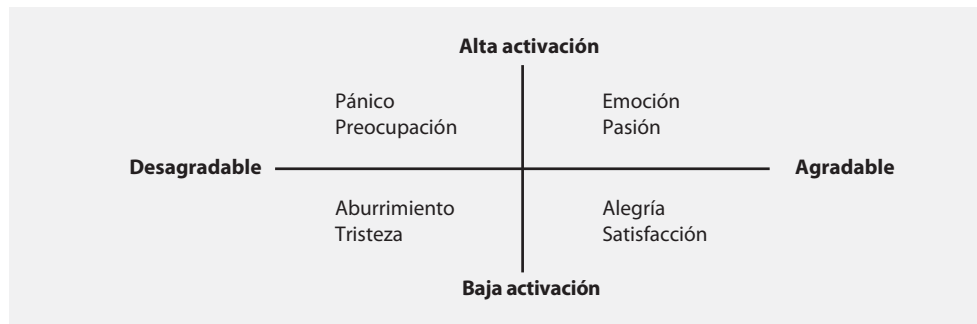 Alta activación
Pánico
Preocupación
Emoción
Pasión
Desagradable
Agradable
Aburrimiento
Tristeza
Alegría
Satisfacción
Baja activación